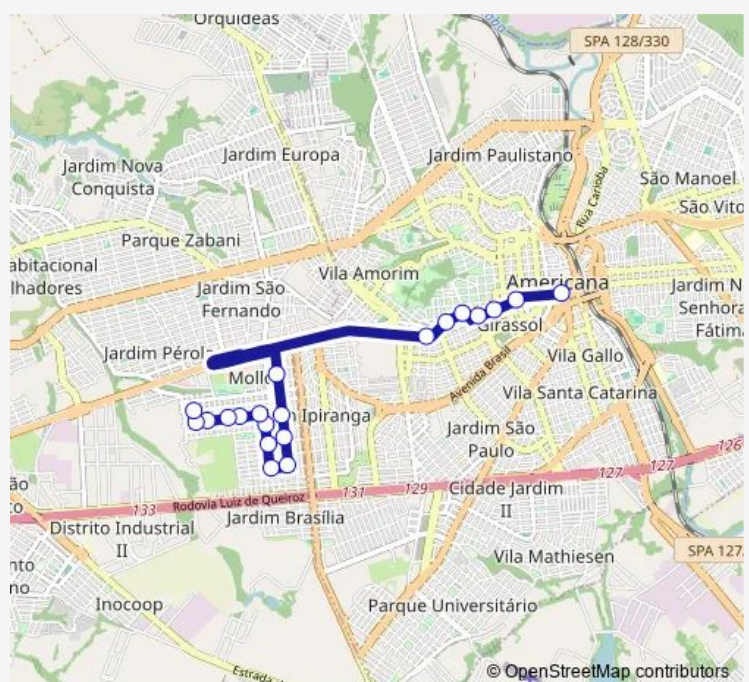 Orquídeas
SPA 128/330
Jardim Europa
Jardim Paulistano
Jardim Nova
Conquista
Rua Carioba
São Manoel
São Vito
Parque Zabani
abitacional
lhadores
Vila Amorim
Americana
Jardim São
Fernando
Jardim N
Senhora
Fátima
Girassol
Jardim Pérola
Vila Gallo
Mollo
Avenida Brasil
Vila Santa Catarina
Ipiranga
Jardim São
Paulo
126
127
127
129
131
133
Rodovia Luiz de Queiroz
Cidade Jardim
II
ão
to
Distrito Industrial
II
Jardim Brasília
SPA 127
Vila Mathiesen
nto
no
Inocoop
Parque Universitário
Estrada
© OpenStreetMap contributors